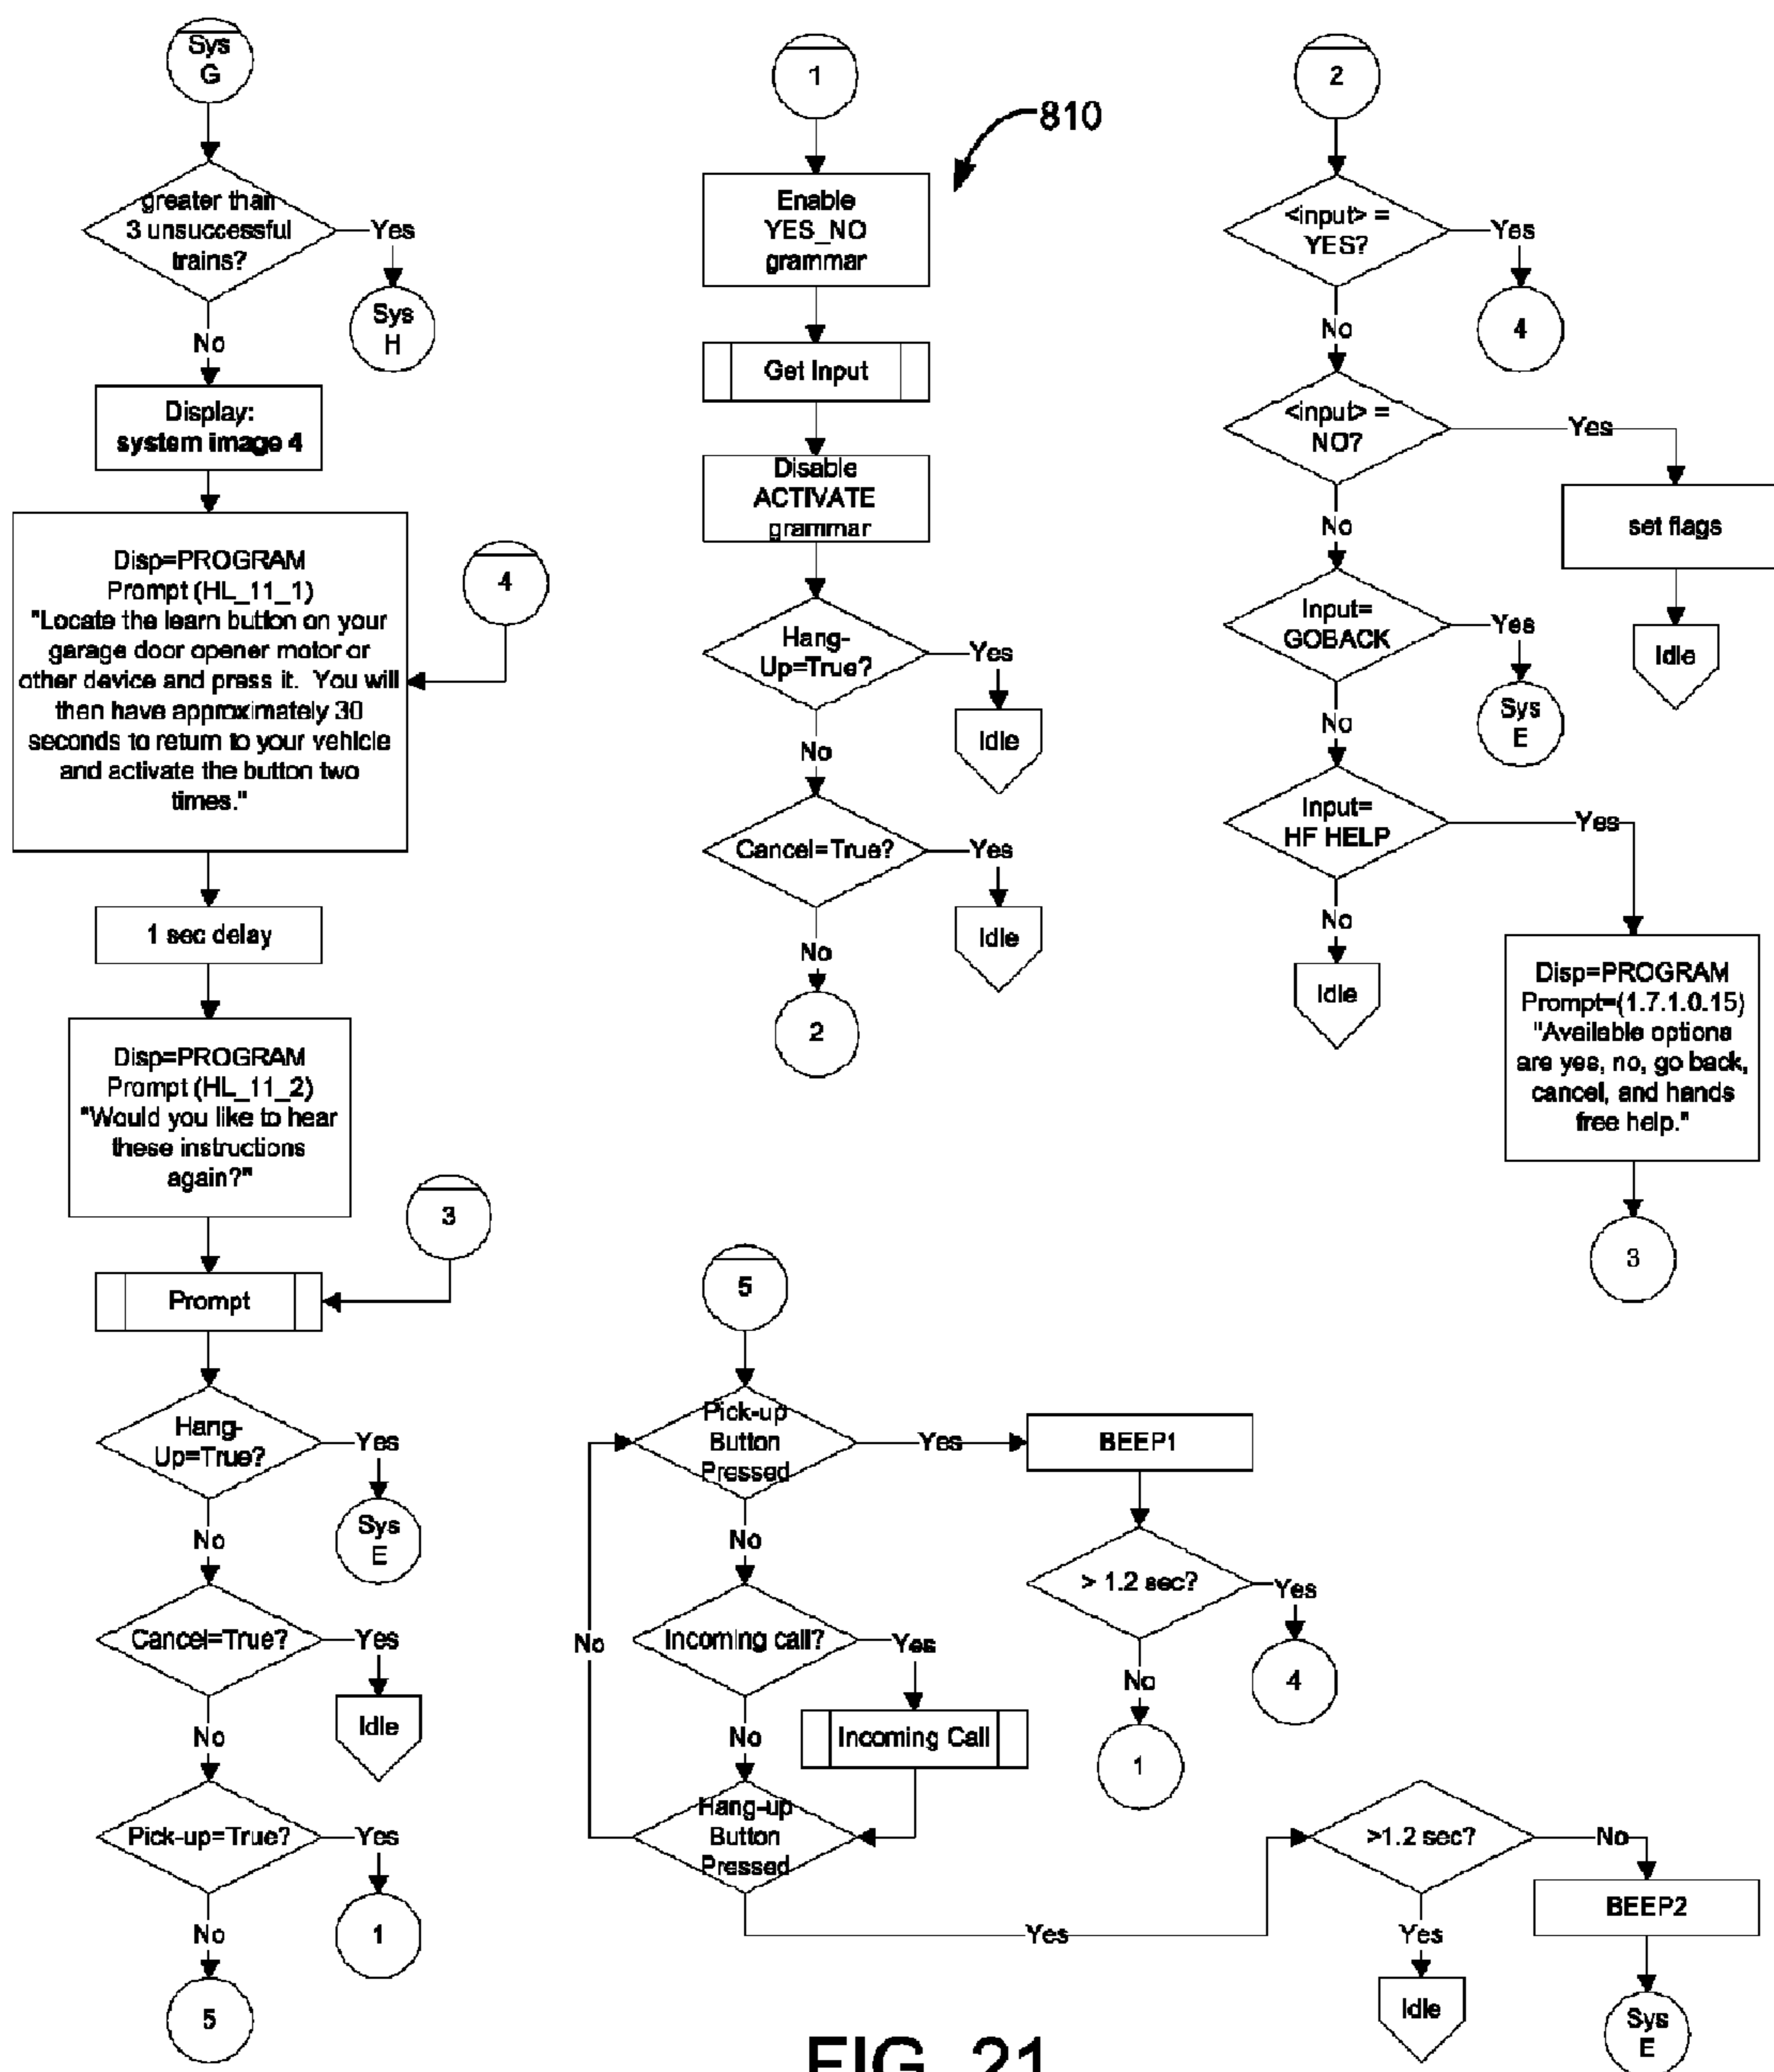 Sys
G
greater than
3 unsuccessful
trains?
Yes
Sys
H
No
Display:
system image 4
Disp=PROGRAM
Prompt (HL_11_1)
"Locate the learn button on your
garage door opener motor or
other device and press it. You will
then have approximately 30
seconds to return to your vehicle
and activate the button two
times."
4
1 sec delay
Disp=PROGRAM
Prompt (HL_11_2)
"Would you like to hear
these instructions
again?"
3
Prompt
Hang-
Up=True?
Yes
Sys
E
No
Cancel=True?
Yes
Idle
No
Pick-up=True?
Yes
1
No
5
1
810
Enable
YES_NO
grammar
Get Input
Disable
ACTIVATE
grammar
Hang-
Up=True?
Yes
Idle
No
Cancel=True?
Yes
Idle
No
2
2
<input> =
YES?
Yes
4
No
<input> =
NO?
Yes
set flags
Idle
No
Input=
GOBACK
Yes
Sys
E
No
Input=
HF HELP
Yes
No
Idle
Disp=PROGRAM
Prompt=(1.7.1.0.15)
"Available options
are yes, no, go back,
cancel, and hands
free help."
3
5
Pick-up
Button
Pressed
Yes
BEEP1
> 1.2 sec?
Yes
4
No
1
No
Incoming call?
Yes
Incoming Call
No
Hang-up
Button
Pressed
No
Yes
>1.2 sec?
No
BEEP2
Sys
E
Yes
Idle
FIG. 21